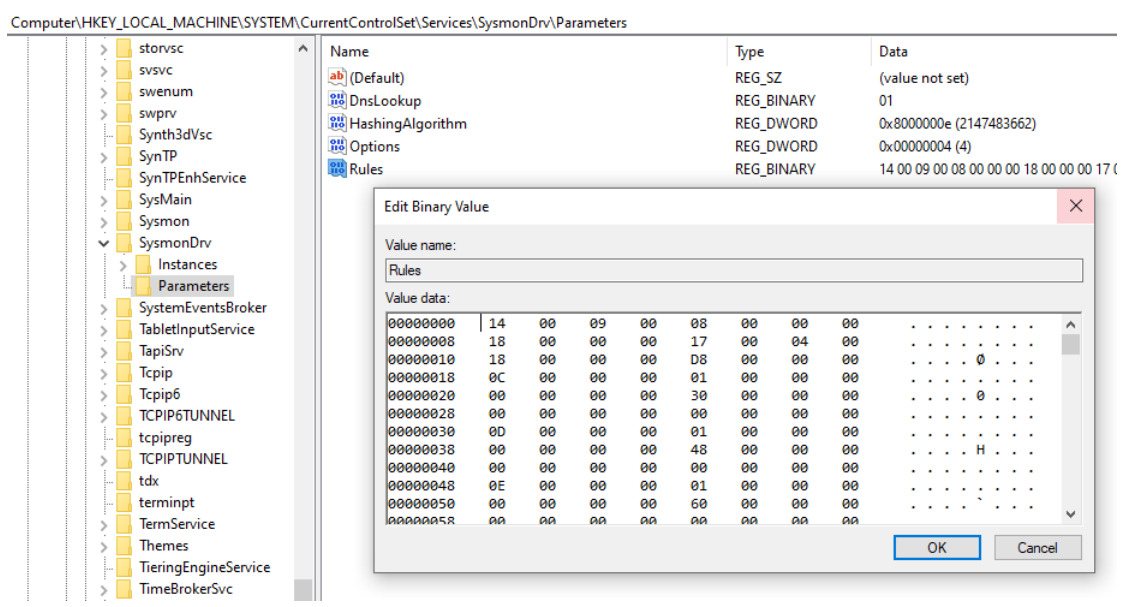 Computer\HKEY_LOCAL_MACHINE\SYSTEM\CurrentControlSet\Services\SysmonDrv\Parameters
storvsc
svsvc
swenum
swprv
Synth3dVsc
SynTP
SynTPEnhService
SysMain
Sysmon
SysmonDrv
Instances
Parameters
SystemEventsBroker
TabletInputService
TapiSrv
Tcpip
Tcpip6
TCPIP6TUNNEL
tcpipreg
TCPIPTUNNEL
tdx
terminpt
TermService
Themes
TieringEngineService
TimeBrokerSvc
Name Type Data
(Default) REG_SZ (value not set)
DnsLookup REG_BINARY 01
HashingAlgorithm REG_DWORD 0x8000000e (2147483662)
Options REG_DWORD 0x00000004 (4)
Rules REG_BINARY 14 00 09 00 08 00 00 00 18 00 00 00 17
Edit Binary Value
Value name:
Rules
Value data:
00000000 14 00 09 00 08 00 00 00 . . . . . . . .
00000008 18 00 00 00 17 00 04 00 . . . . . . . .
00000010 18 00 00 00 D8 00 00 00 . . . . Ø . . .
00000018 0C 00 00 00 01 00 00 00 . . . . . . . .
00000020 00 00 00 00 30 00 00 00 . . . . 0 . . .
00000028 00 00 00 00 00 00 00 00 . . . . . . . .
00000030 0D 00 00 00 01 00 00 00 . . . . . . . .
00000038 00 00 00 00 48 00 00 00 . . . . H . . .
00000040 00 00 00 00 00 00 00 00 . . . . . . . .
00000048 0E 00 00 00 01 00 00 00 . . . . . . . .
00000050 00 00 00 00 60 00 00 00 . . . . ` . . .
00000058 00 00 00 00 00 00 00 00 . . . . . . . .
OK Cancel